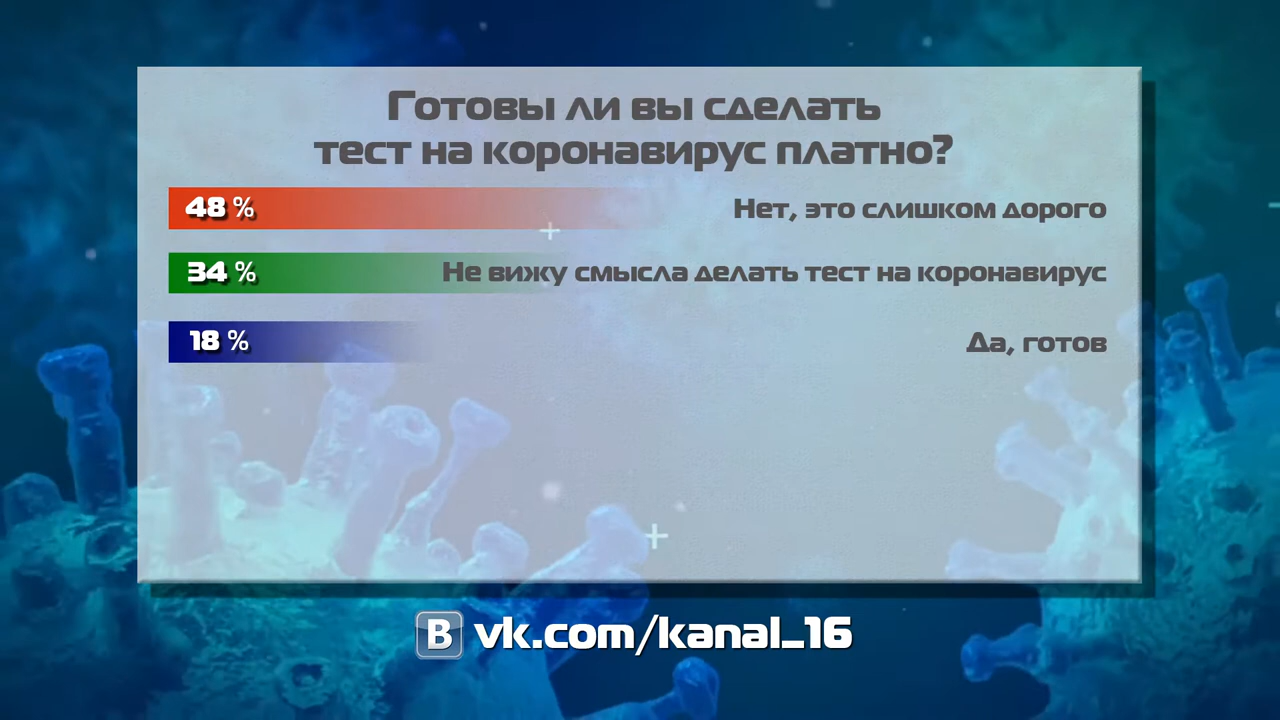 Готовы ли вы сделать
тест на коронавирус платно?
48 % Нет, это слишком дорого
34 % Не вижу смысла делать тест на коронавирус
18 % Да, готов
В vk.com/kanal_16